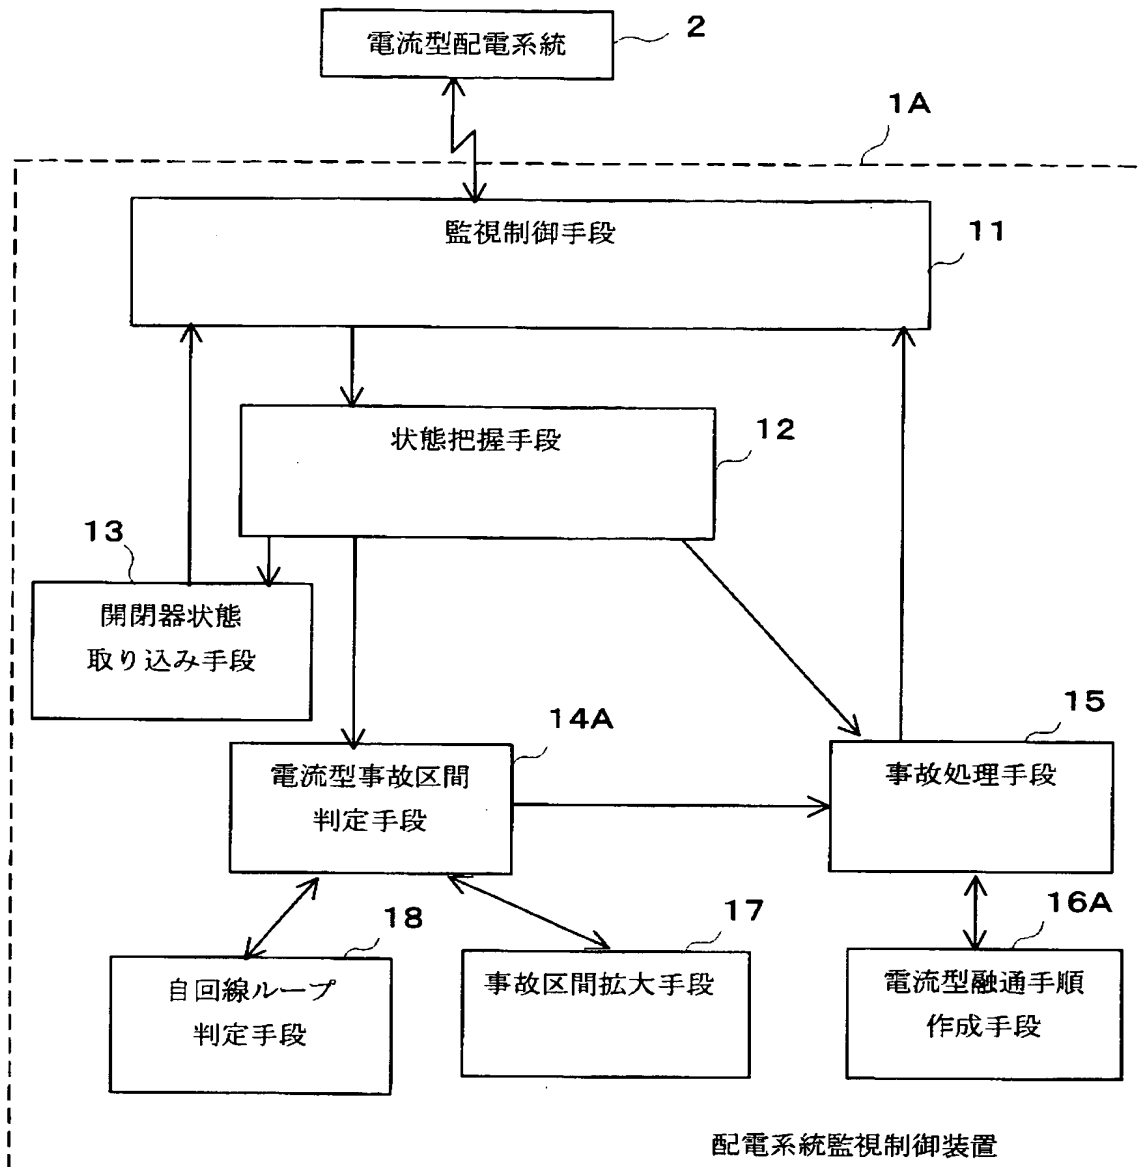 電流型配電系統
2
1A
監視制御手段
11
状態把握手段
12
13
開閉器状態
取り込み手段
14A
電流型事故区間
判定手段
15
事故処理手段
18
自回線ループ
判定手段
17
事故区間拡大手段
16A
電流型融通手順
作成手段
配電系統監視制御装置